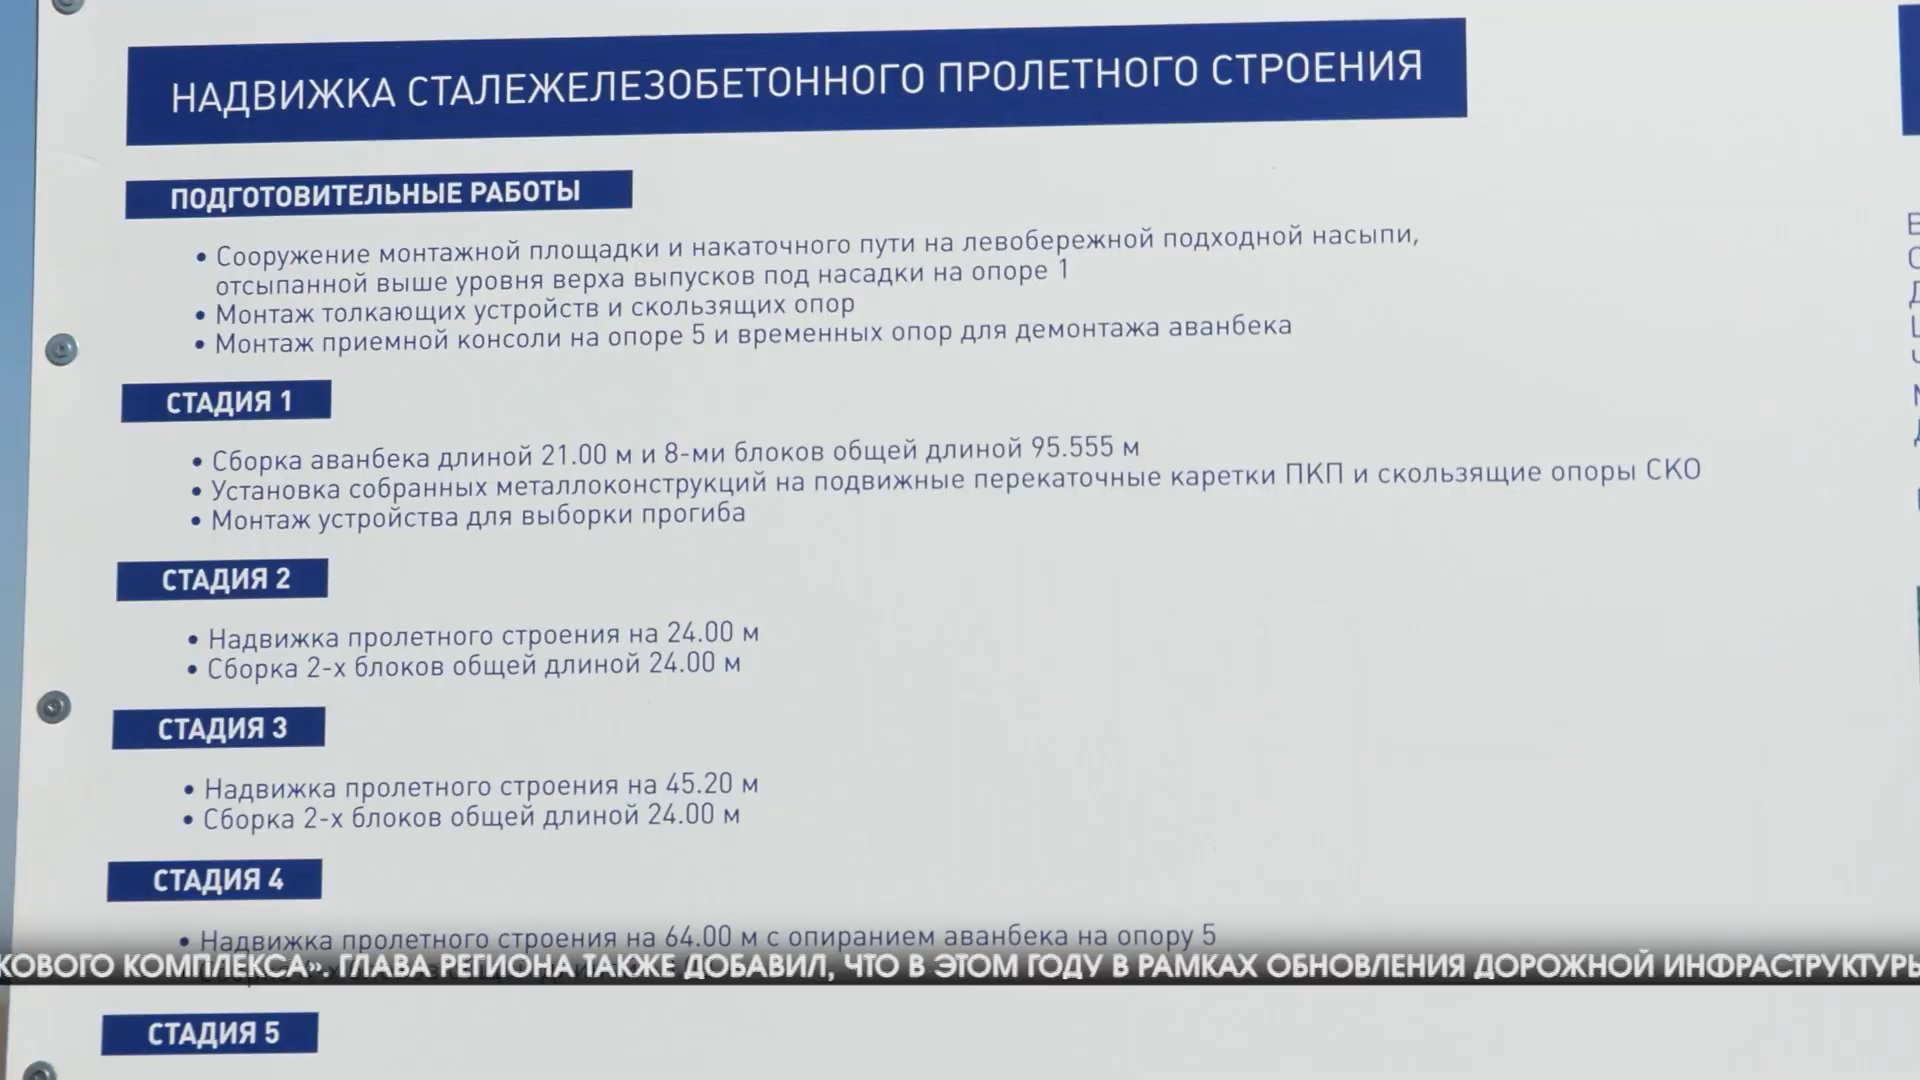 НАДВИЖКА СТАЛЕЖЕЛЕЗОБЕТОННОГО ПРОЛЕТНОГО СТРОЕНИЯ
ПОДГОТОВИТЕЛЬНЫЕ РАБОТЫ
• Сооружение монтажной площадки и накаточного пути на левобережной подходной насыпи,
отсыпанной выше уровня верха выпусков под насадки на опоре 1
• Монтаж толкающих устройств и скользящих опор
• Монтаж приемной консоли на опоре 5 и временных опор для демонтажа аванбека
СТАДИЯ 1
• Сборка аванбека длиной 21.00 м и 8-ми блоков общей длиной 95.555 м
• Установка собранных металлоконструкций на подвижные перекаточные каретки ПКП и скользящие опоры СКО
• Монтаж устройства для выборки прогиба
СТАДИЯ 2
• Надвижка пролетного строения на 24.00 м
• Сборка 2-х блоков общей длиной 24.00 м
СТАДИЯ 3
• Надвижка пролетного строения на 45.20 м
• Сборка 2-х блоков общей длиной 24.00 м
СТАДИЯ 4
• Надвижка пролетного строения на 64.00 м с опиранием аванбека на опору 5
КОВОГО КОМПЛЕКСА». ГЛАВА РЕГИОНА ТАКЖЕ ДОБАВИЛ, ЧТО В ЭТОМ ГОДУ В РАМКАХ ОБНОВЛЕНИЯ ДОРОЖНОЙ ИНФРАСТРУКТУРЫ
СТАДИЯ 5